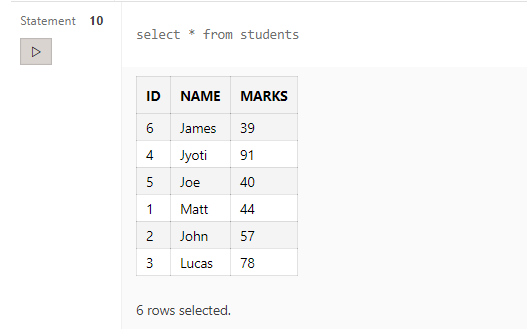 Statement 10
select * from students
ID NAME MARKS
6 James 39
4 Jyoti 91
5 Joe 40
1 Matt 44
2 John 57
3 Lucas 78
6 rows selected.